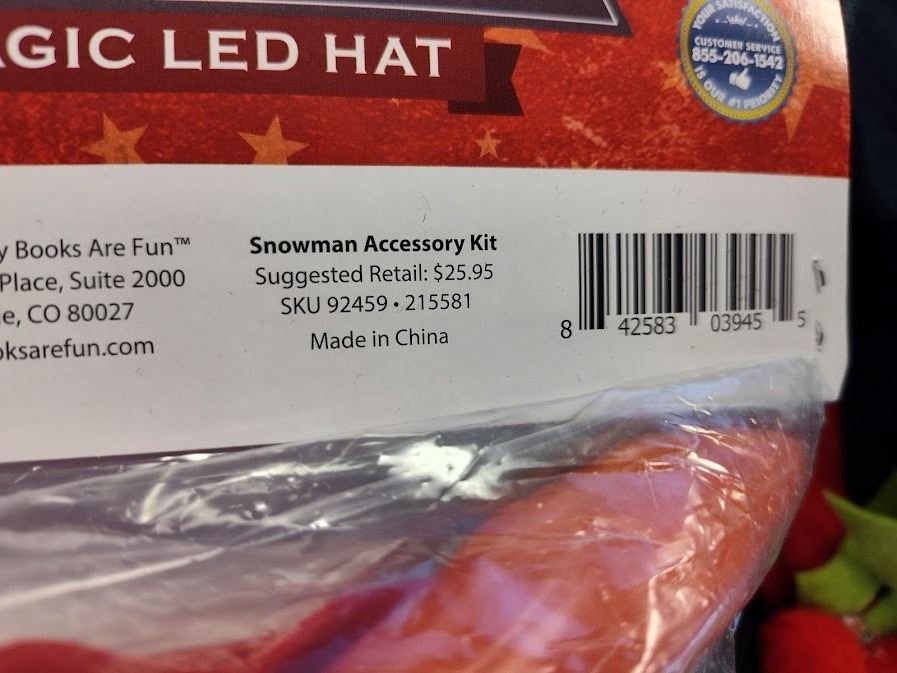 AGIC LED HAT
YOUR SATISFACTION
CUSTOMER SERVICE
855-206-1542
IS OUR #1 PRIORITY
y Books Are Fun™
Place, Suite 2000
e, CO 80027
oksarefun.com
Snowman Accessory Kit
Suggested Retail: $25.95
SKU 92459 • 215581
Made in China
8 42583 03945 5